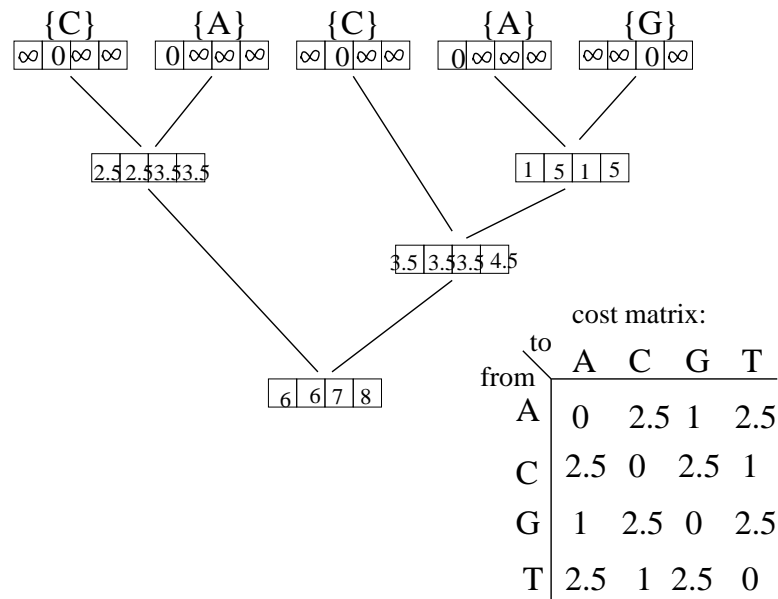 {C} {A} {C} {A} {G}
∞ 0 ∞ ∞ 0 ∞ ∞ ∞ ∞ 0 ∞ ∞ 0 ∞ ∞ ∞ ∞ ∞ 0 ∞
2.5 2.5 3.5 3.5 1 5 1 5
3.5 3.5 3.5 4.5
6 6 7 8
cost matrix:
to
from A C G T
A 0 2.5 1 2.5
C 2.5 0 2.5 1
G 1 2.5 0 2.5
T 2.5 1 2.5 0